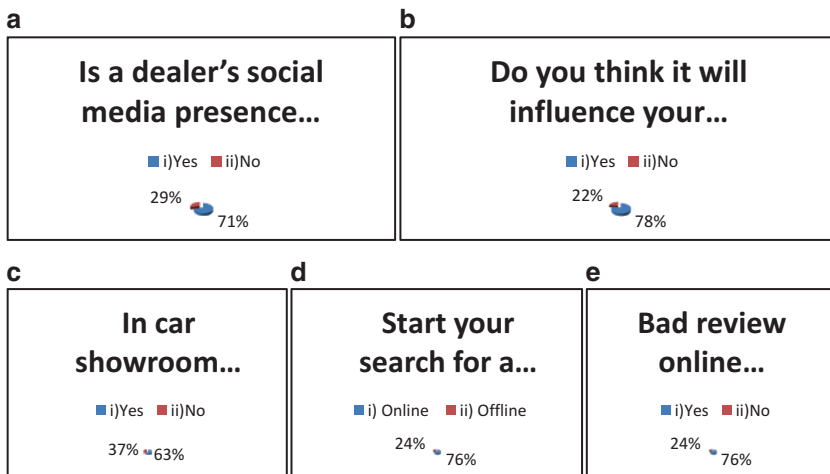 a
Is a dealer's social
media presence...
i)Yes ii)No
29%
71%
b
Do you think it will
influence your...
i)Yes ii)No
22%
78%
c
In car
showroom...
i)Yes ii)No
37% 63%
d
Start your
search for a...
i) Online ii) Offline
24%
76%
e
Bad review
online...
i)Yes ii)No
24%
76%